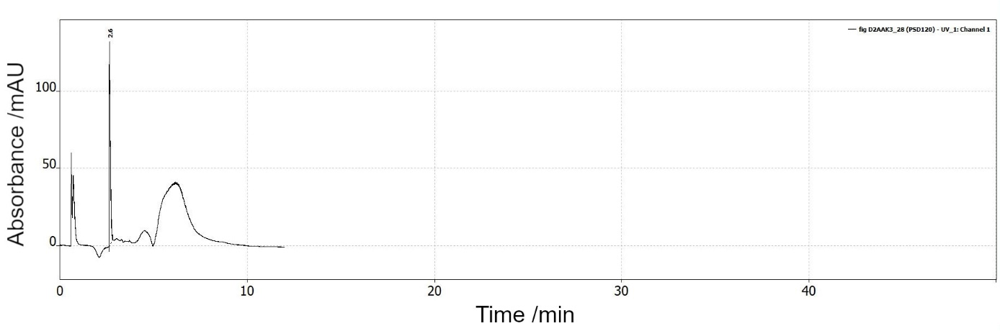 2.6
fig D2AAK3_28 (PSD120) - UV_1: Channel 1
Absorbance /mAU
100
50
0
0 10 20 30 40
Time /min